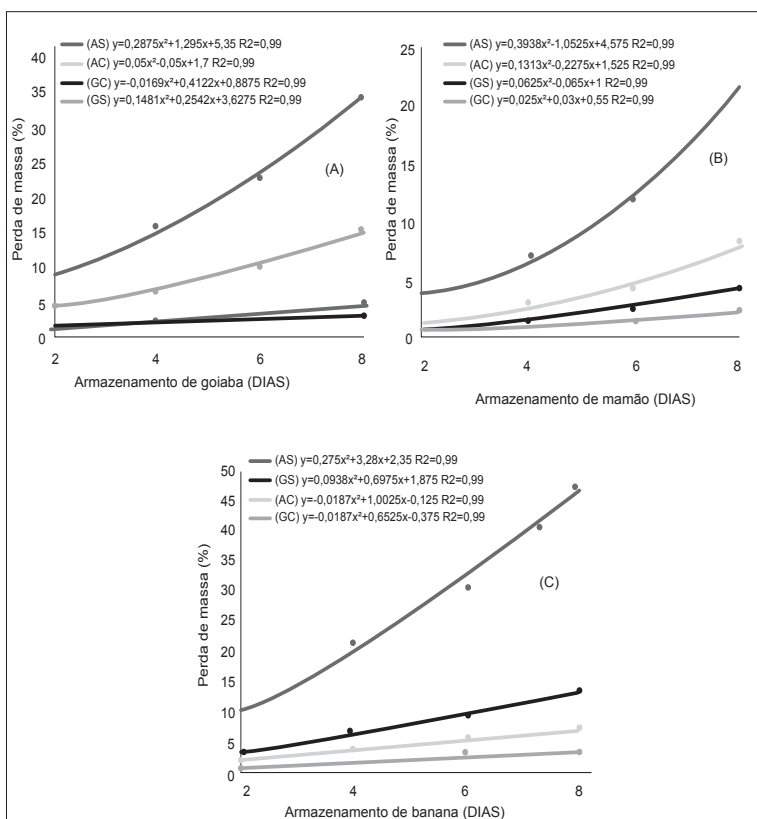 (AS) y=0,2875x²+1,295x+5,35 R2=0,99
(AC) y=0,05x²-0,05x+1,7 R2=0,99
(GC) y=-0,0169x²+0,4122x+0,8875 R2=0,99
(GS) y=0,1481x²+0,2542x+3,6275 R2=0,99
40
35
30
25
20
15
10
5
0
Perda de massa (%)
(A)
2 4 6 8
Armazenamento de goiaba (DIAS)
(AS) y=0,3938x²-1,0525x+4,575 R2=0,99
(AC) y=0,1313x²-0,2275x+1,525 R2=0,99
(GS) y=0,0625x²-0,065x+1 R2=0,99
(GC) y=0,025x²+0,03x+0,55 R2=0,99
25
20
15
10
5
0
Perda de massa (%)
(B)
2 4 6 8
Armazenamento de mamão (DIAS)
(AS) y=0,275x²+3,28x+2,35 R2=0,99
(GS) y=0,0938x²+0,6975x+1,875 R2=0,99
(AC) y=-0,0187x²+1,0025x-0,125 R2=0,99
(GC) y=-0,0187x²+0,6525x-0,375 R2=0,99
50
45
40
35
30
25
20
15
10
5
0
Perda de massa (%)
(C)
2 4 6 8
Armazenamento de banana (DIAS)